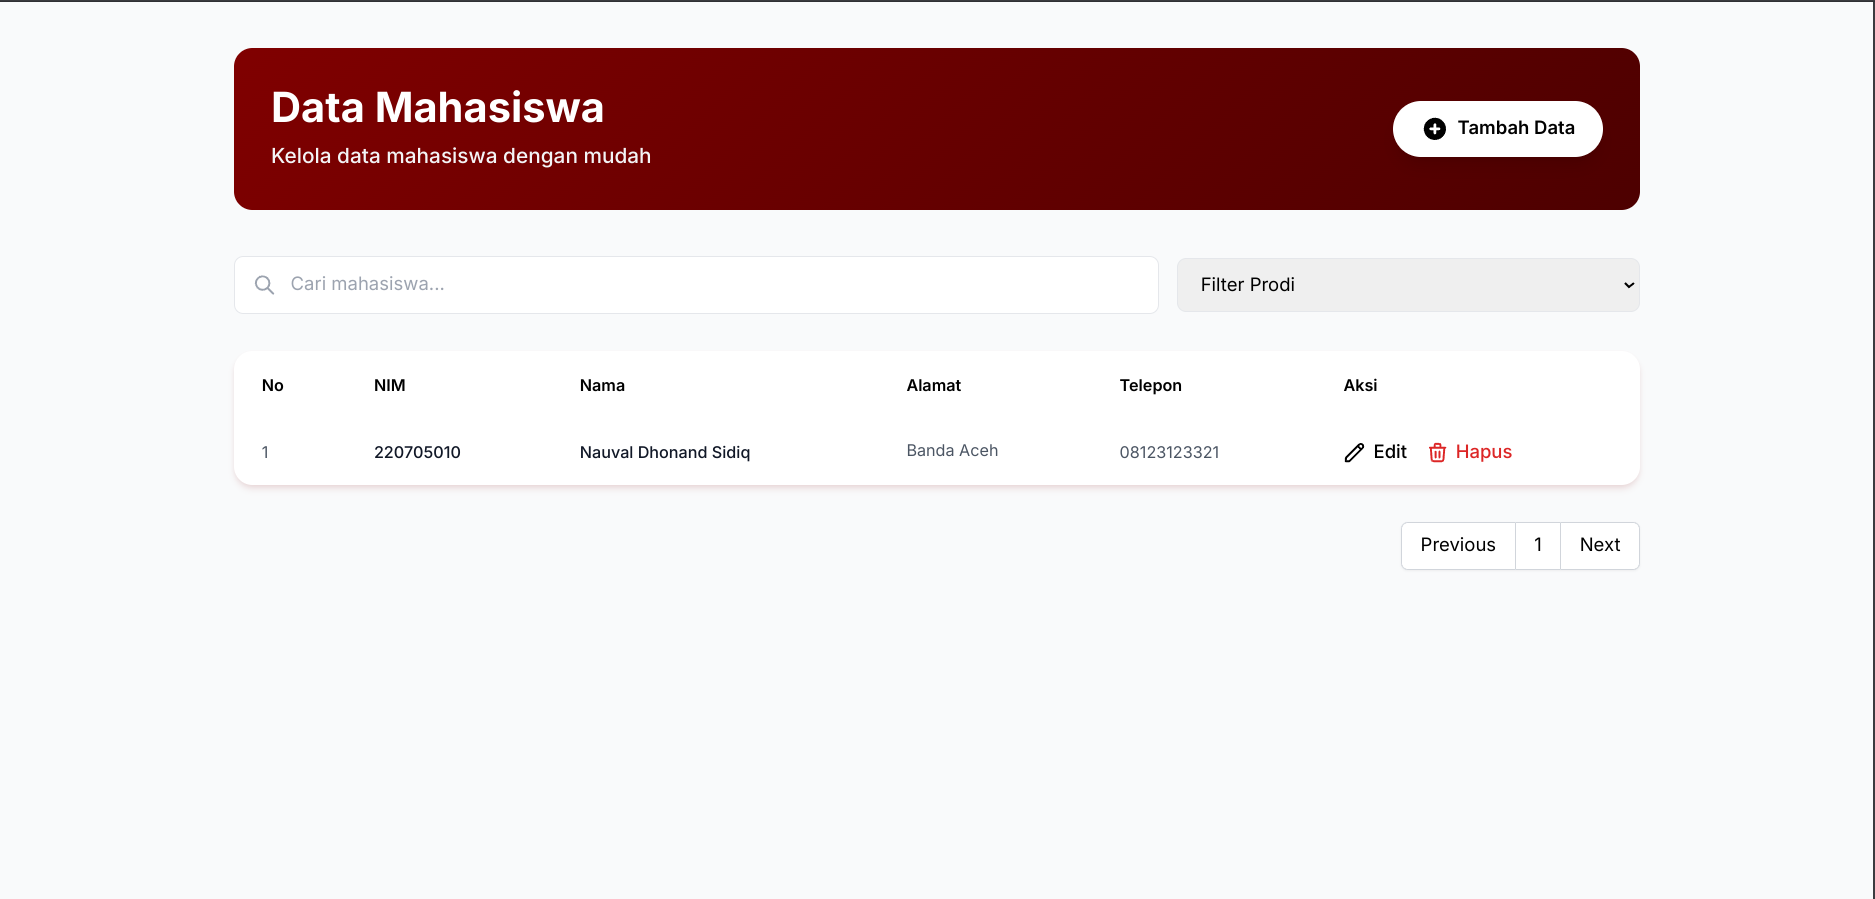 Data Mahasiswa
Kelola data mahasiswa dengan mudah
Tambah Data
Cari mahasiswa...
Filter Prodi
No NIM Nama Alamat Telepon Aksi
1 220705010 Nauval Dhonand Sidiq Banda Aceh 08123123321 Edit Hapus
Previous 1 Next